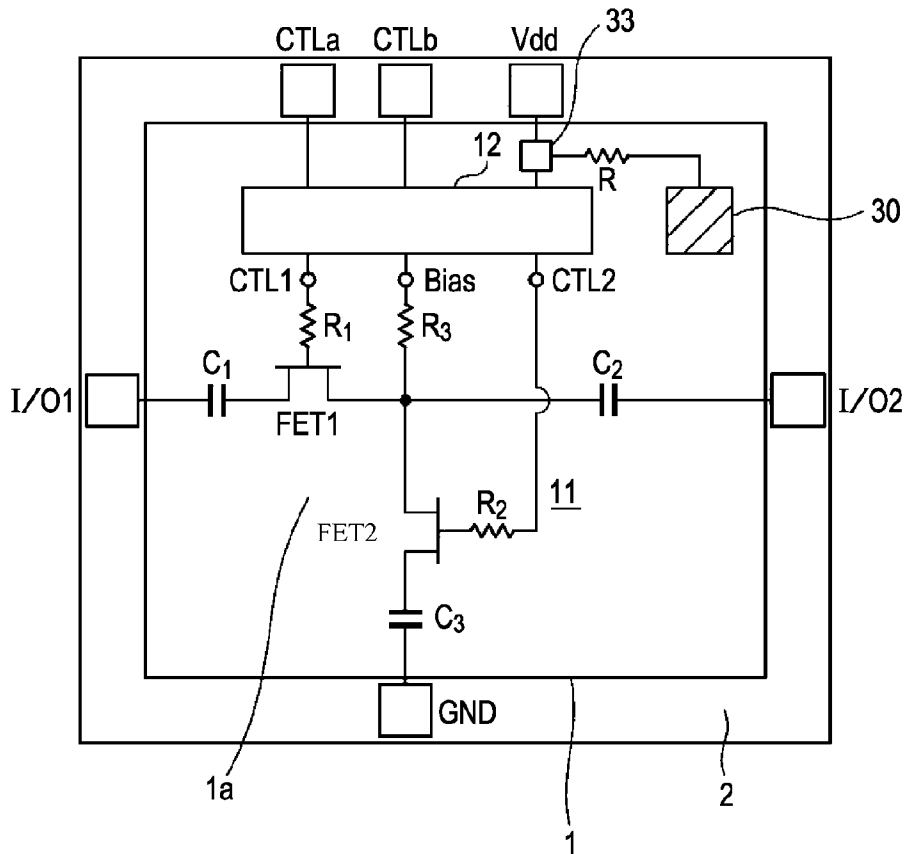 33
CTLa CTLb Vdd
12
R
30
CTL1 Bias CTL2
R₁ R₃
C₁ C₂
I/O1 I/O2
FET1
R₂ 11
FET2
C₃
GND
1a 2
1